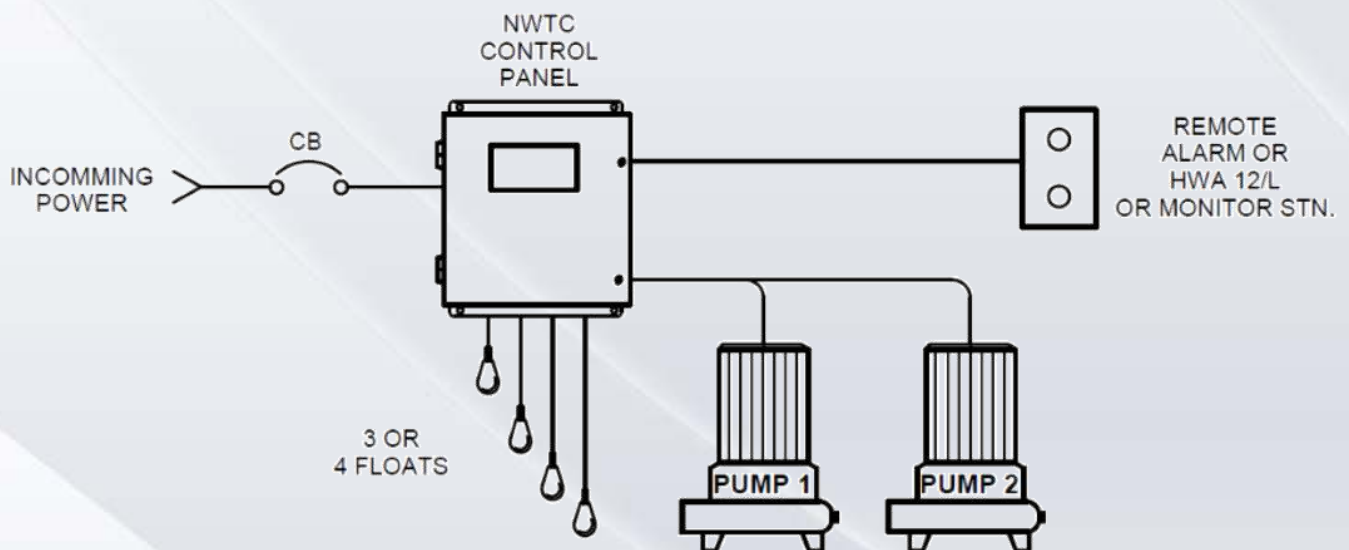 NWTC
CONTROL
PANEL
CB
INCOMMING
POWER
REMOTE
ALARM OR
HWA 12/L
OR MONITOR STN.
3 OR
4 FLOATS
PUMP 1
PUMP 2